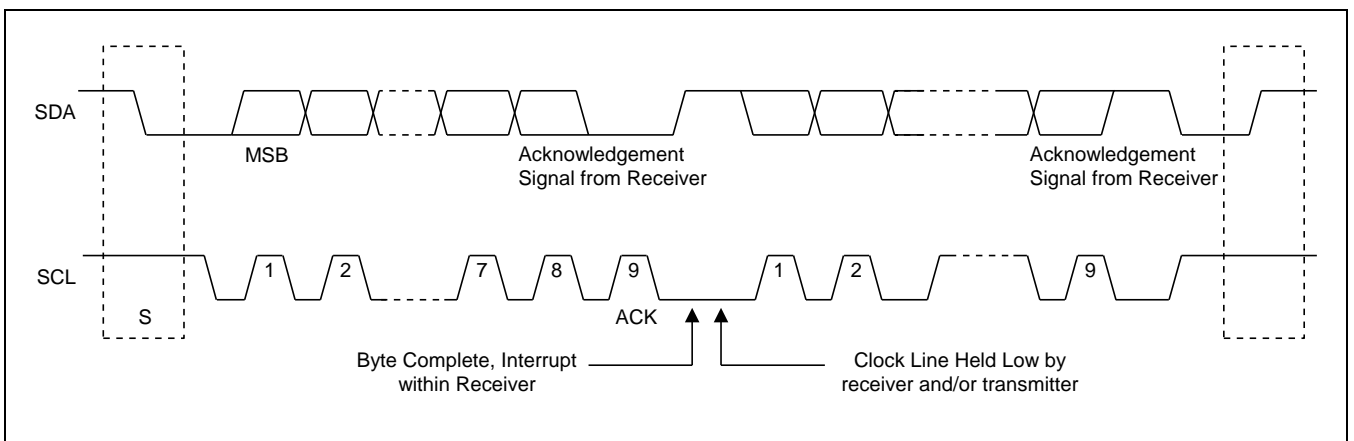 SDA
MSB
Acknowledgement
Signal from Receiver
Acknowledgement
Signal from Receiver
SCL
1
2
7
8
9
1
2
9
S
ACK
Byte Complete, Interrupt
within Receiver
Clock Line Held Low by
receiver and/or transmitter